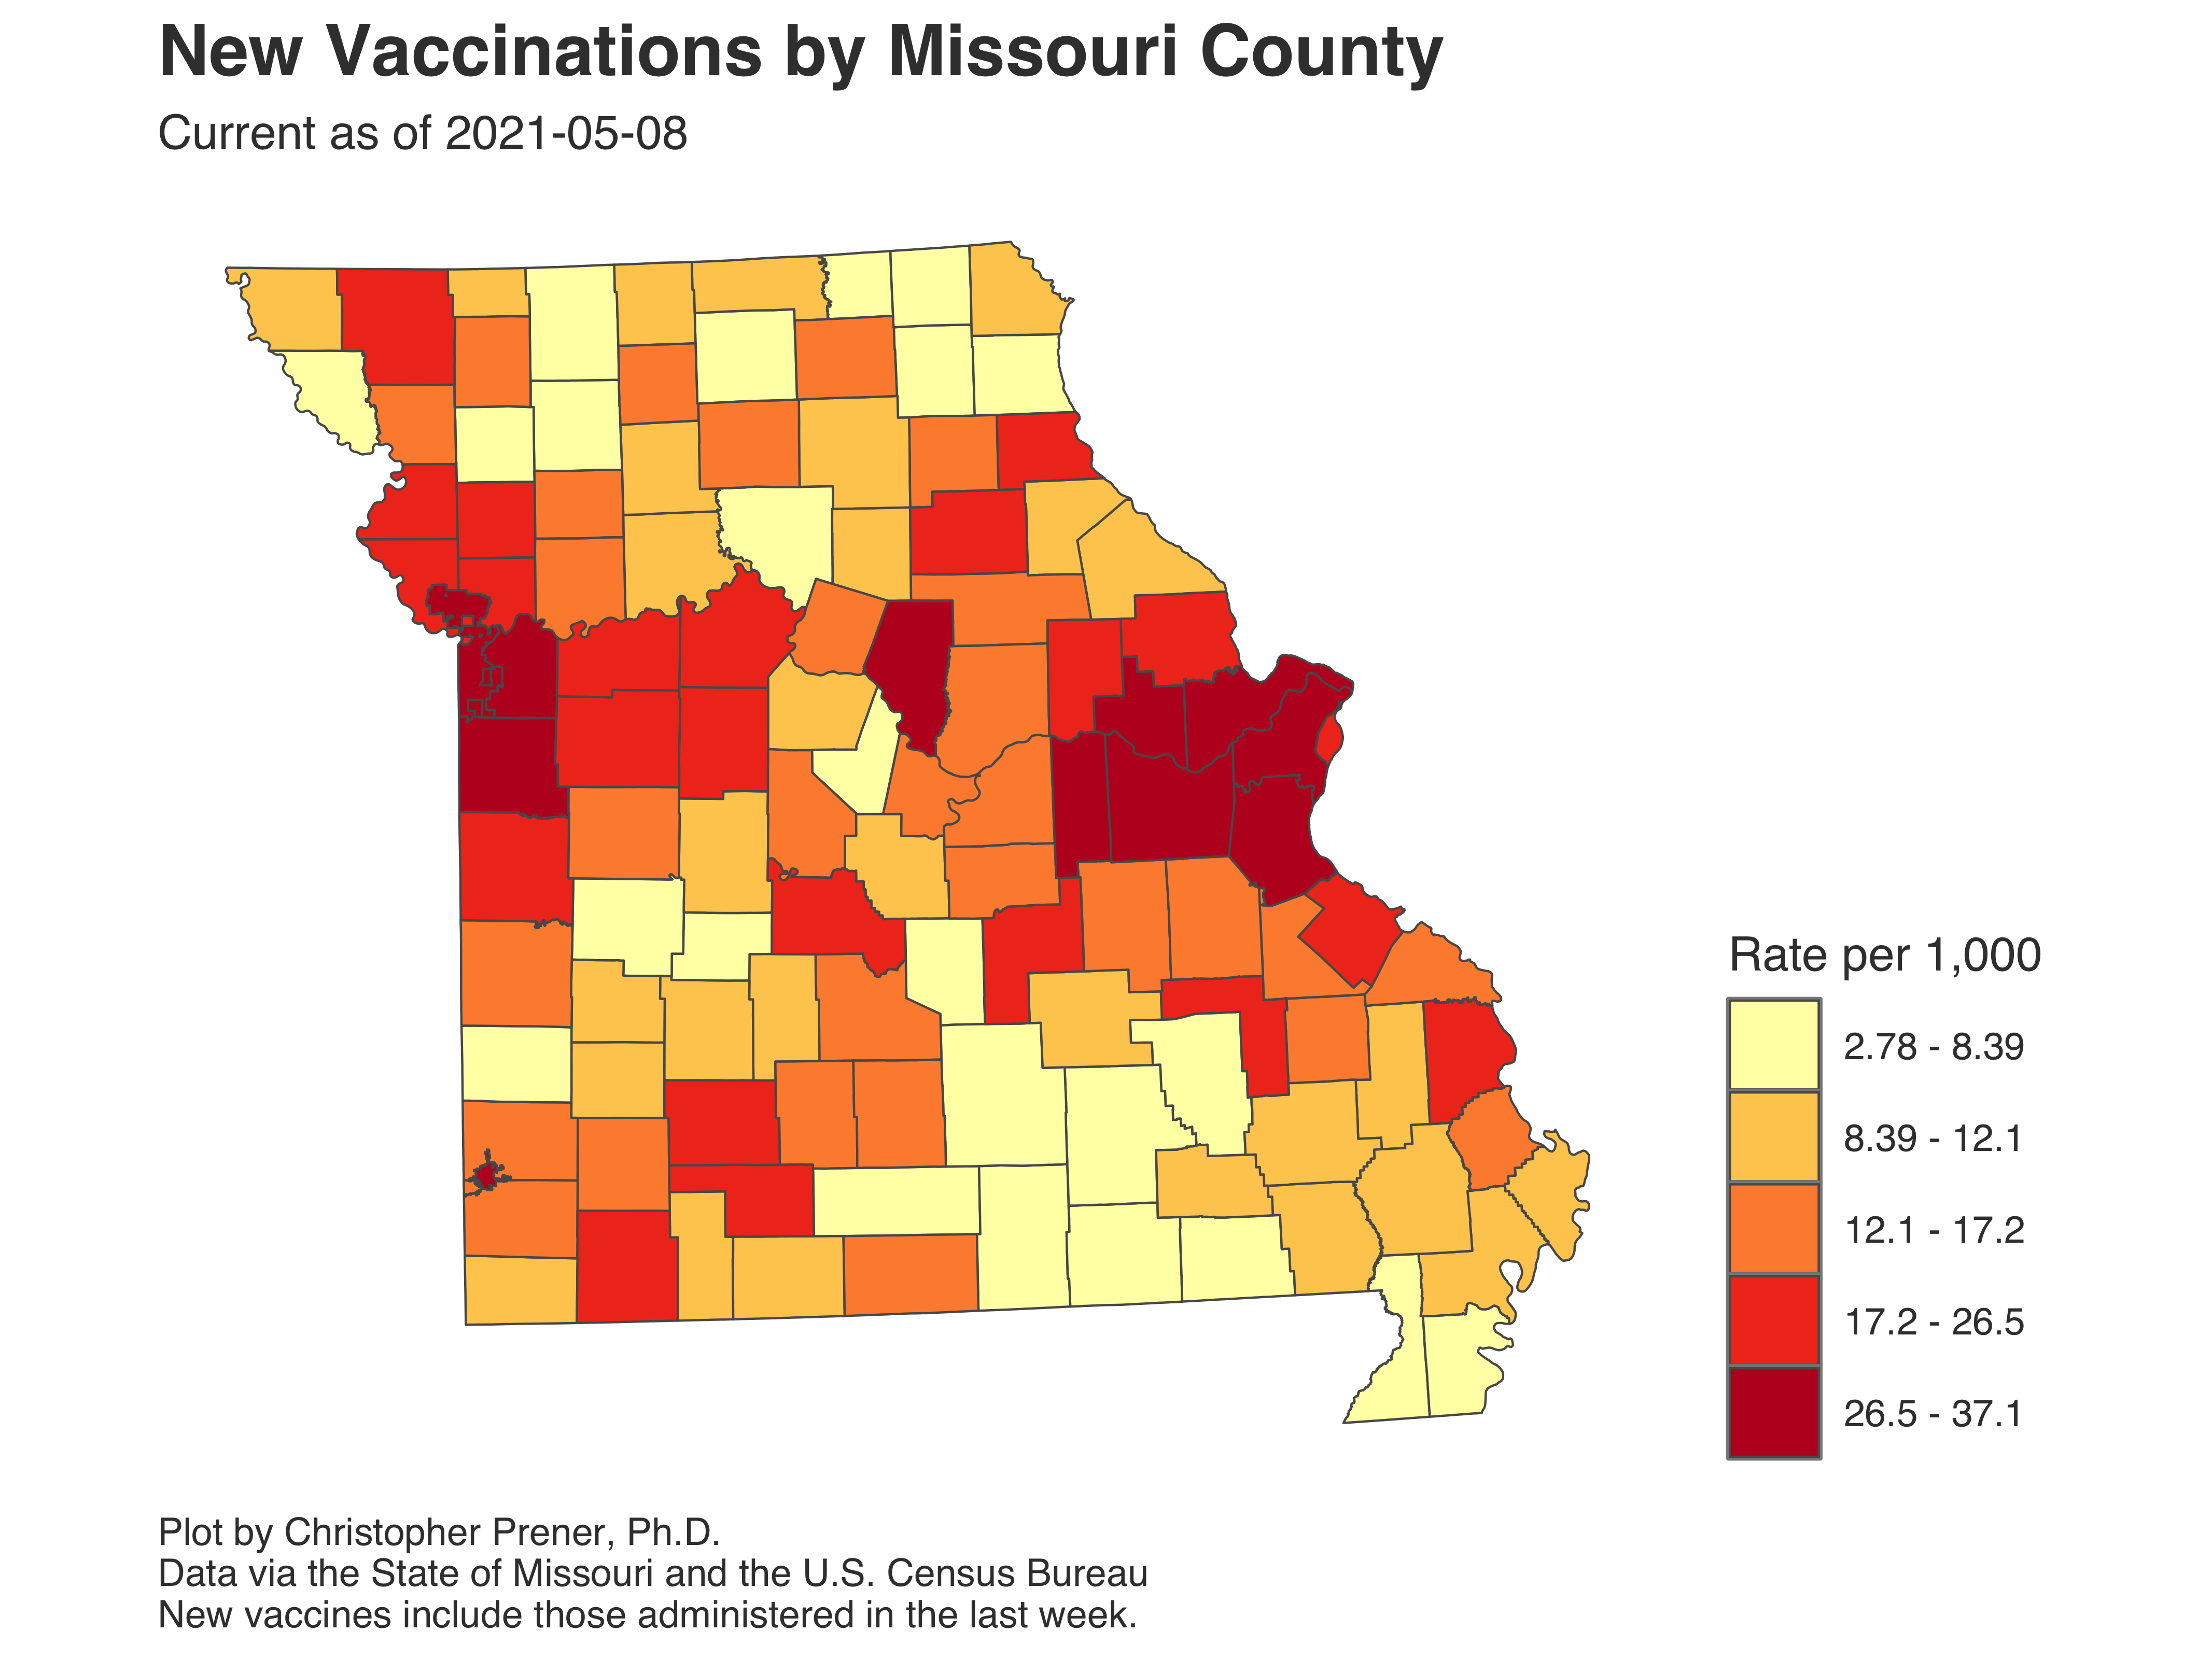 New Vaccinations by Missouri County
Current as of 2021-05-08
Rate per 1,000
2.78 - 8.39
8.39 - 12.1
12.1 - 17.2
17.2 - 26.5
26.5 - 37.1
Plot by Christopher Prener, Ph.D.
Data via the State of Missouri and the U.S. Census Bureau
New vaccines include those administered in the last week.